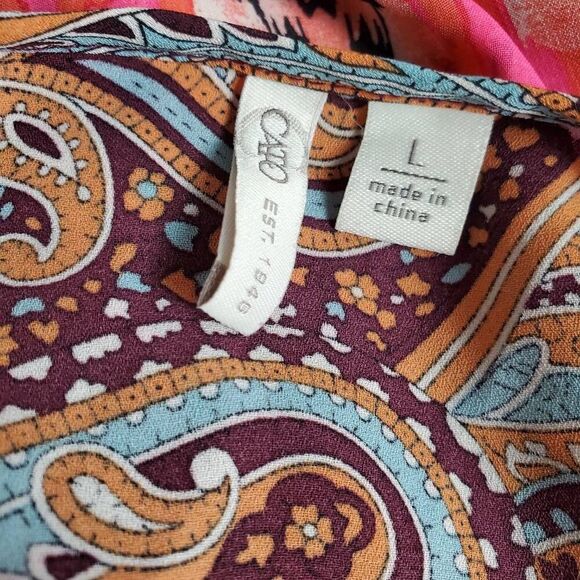 CATO
EST. 1946
L
made in
china